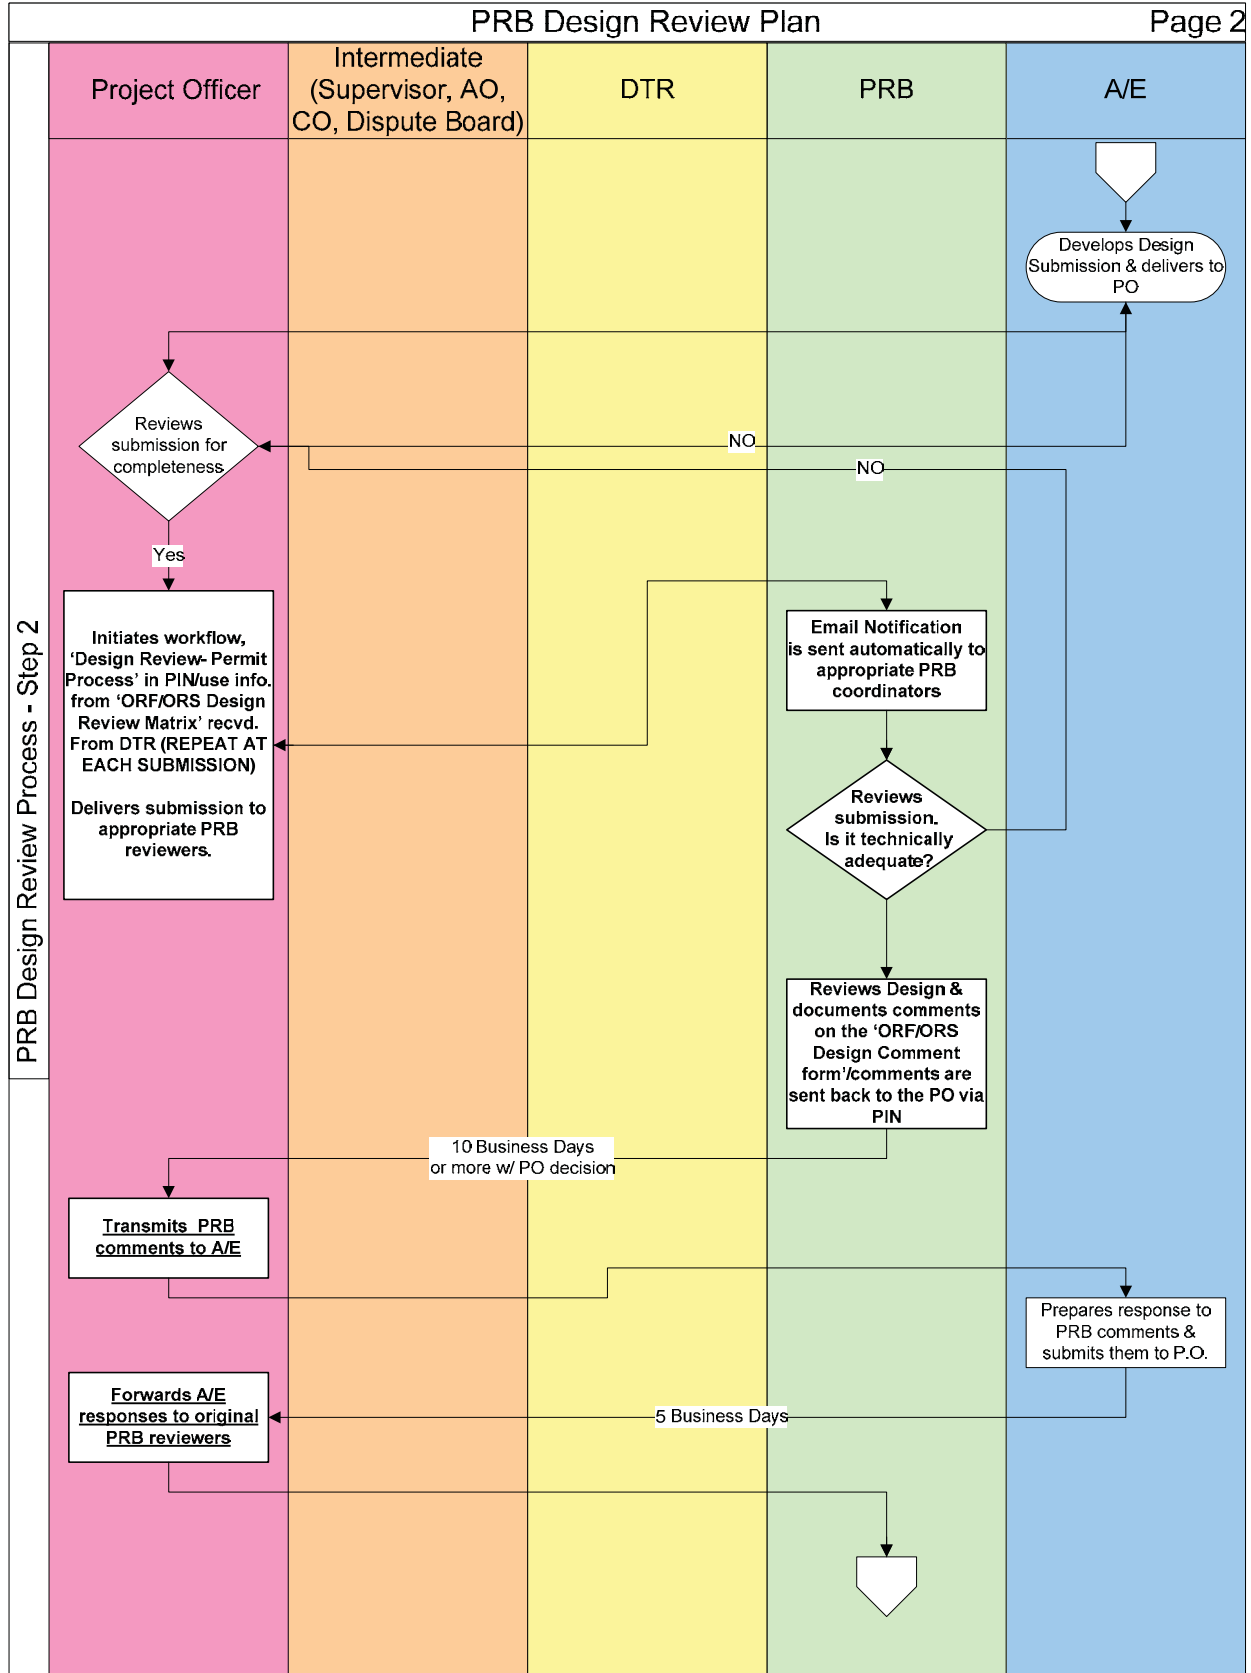 PRB Design Review Plan
Page 2
Project Officer
Intermediate
(Supervisor, AO,
CO, Dispute Board)
DTR
PRB
A/E
PRB Design Review Process - Step 2
Develops Design
Submission & delivers to
PO
Reviews
submission for
completeness
NO
NO
Yes
Initiates workflow,
‘Design Review- Permit
Process’ in PIN/use info.
from ‘ORF/ORS Design
Review Matrix’ recvd.
From DTR (REPEAT AT
EACH SUBMISSION)
Delivers submission to
appropriate PRB
reviewers.
Email Notification
is sent automatically to
appropriate PRB
coordinators
Reviews
submission.
Is it technically
adequate?
Reviews Design &
documents comments
on the ‘ORF/ORS
Design Comment
form’/comments are
sent back to the PO via
PIN
10 Business Days
or more w/ PO decision
Transmits PRB
comments to A/E
Prepares response to
PRB comments &
submits them to P.O.
Forwards A/E
responses to original
PRB reviewers
5 Business Days